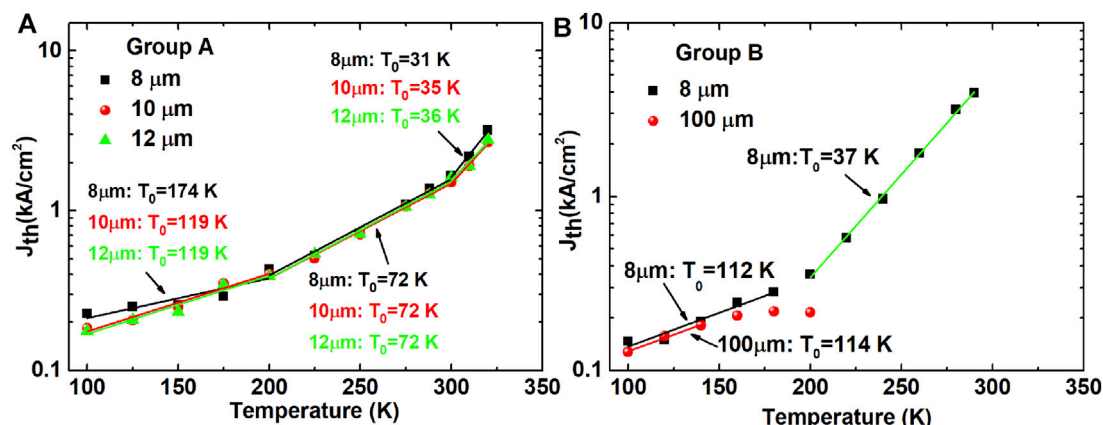 A
Group A
8 μm
10 μm
12 μm
8μm: T0=31 K
10μm: T0=35 K
12μm: T0=36 K
8μm: T0=174 K
10μm: T0=119 K
12μm: T0=119 K
8μm: T0=72 K
10μm: T0=72 K
12μm: T0=72 K
10
1
0.1
Jth(kA/cm2)
100 150 200 250 300 350
Temperature (K)
B
Group B
8 μm
100 μm
8μm:T0=37 K
8μm: T0=112 K
100μm: T0=114 K
10
1
0.1
Jth(kA/cm2)
100 150 200 250 300 350
Temperature (K)